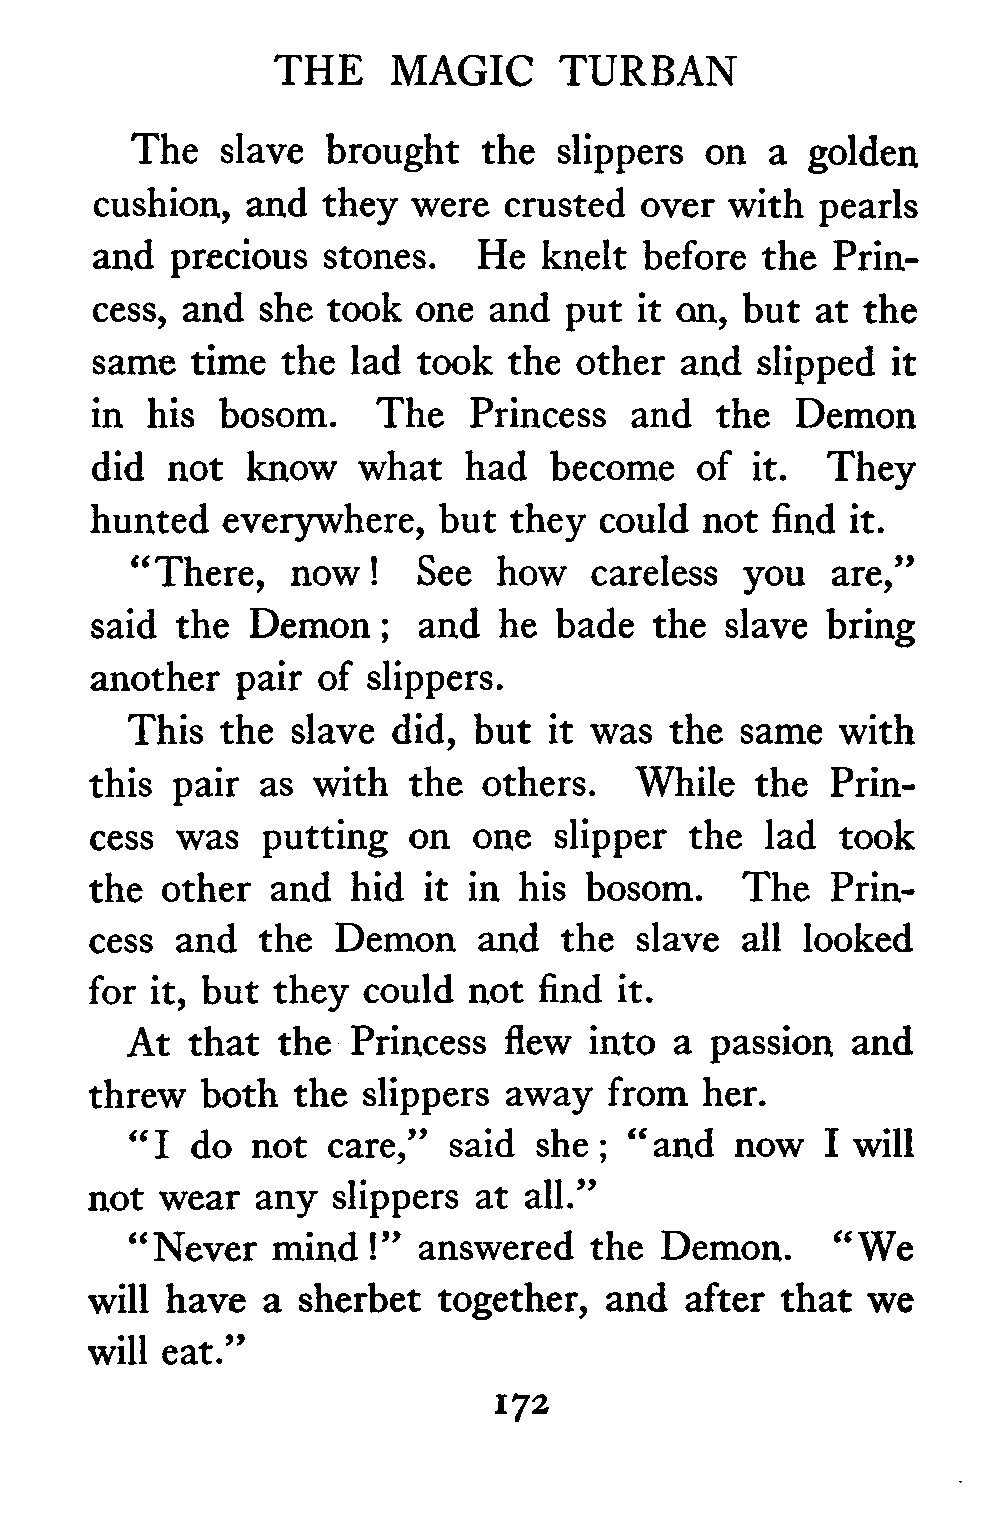 THE MAGIC TURBAN
The slave brought the slippers on a golden
cushion, and they were crusted over with pearls
and precious stones. He knelt before the Prin-
cess, and she took one and put it on, but at the
same time the lad took the other and slipped it
in his bosom. The Princess and the Demon
did not know what had become of it. They
hunted everywhere, but they could not find it.
“There, now! See how careless you are,”
said the Demon; and he bade the slave bring
another pair of slippers.
This the slave did, but it was the same with
this pair as with the others. While the Prin-
cess was putting on one slipper the lad took
the other and hid it in his bosom. The Prin-
cess and the Demon and the slave all looked
for it, but they could not find it.
At that the Princess flew into a passion and
threw both the slippers away from her.
“I do not care,” said she; “and now I will
not wear any slippers at all.”
“Never mind!” answered the Demon. “We
will have a sherbet together, and after that we
will eat.”
172